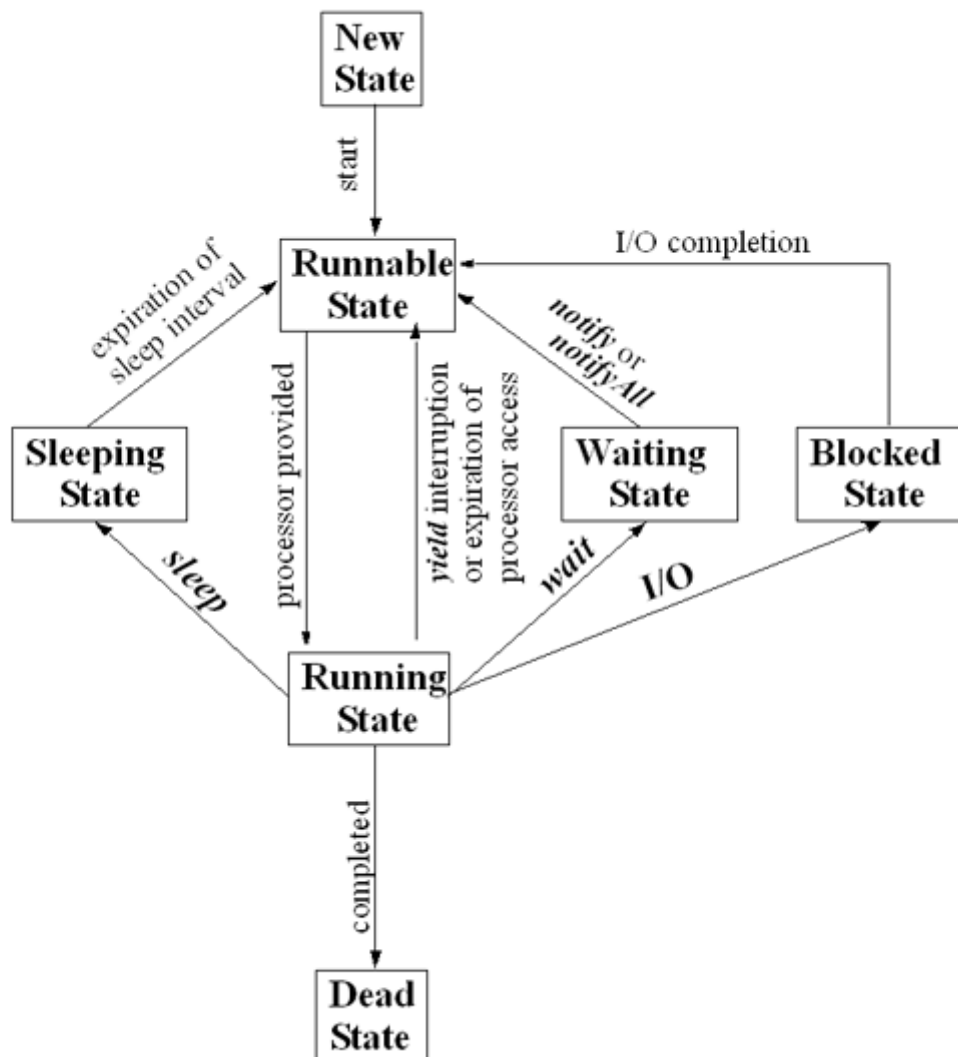 New
State
start
Runnable
State
I/O completion
expiration of
sleep interval
notify or
notifyAll
processor provided
yield interruption
or expiration of
processor access
Sleeping
State
Waiting
State
Blocked
State
sleep
wait
I/O
Running
State
completed
Dead
State